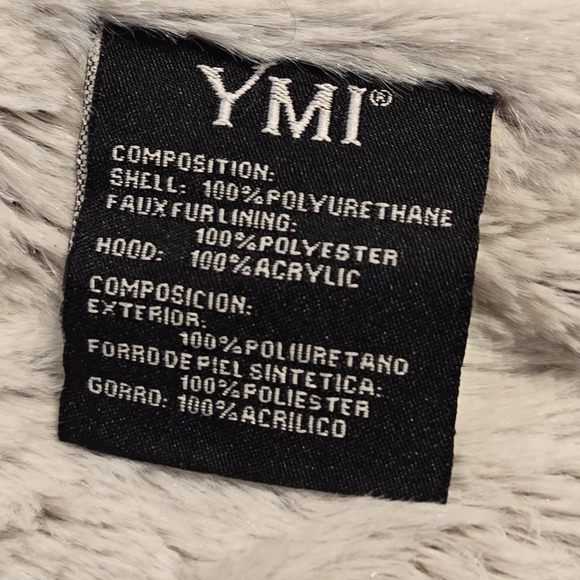 YMI®
COMPOSITION:
SHELL: 100%POLYURETHANE
FAUX FUR LINING:
100%POLYESTER
HOOD: 100%ACRYLIC
COMPOSICION:
EXTERIOR:
100%POLIURETANO
FORRO DE PIEL SINTETICA:
100%POLIESTER
GORRO: 100%ACRILICO